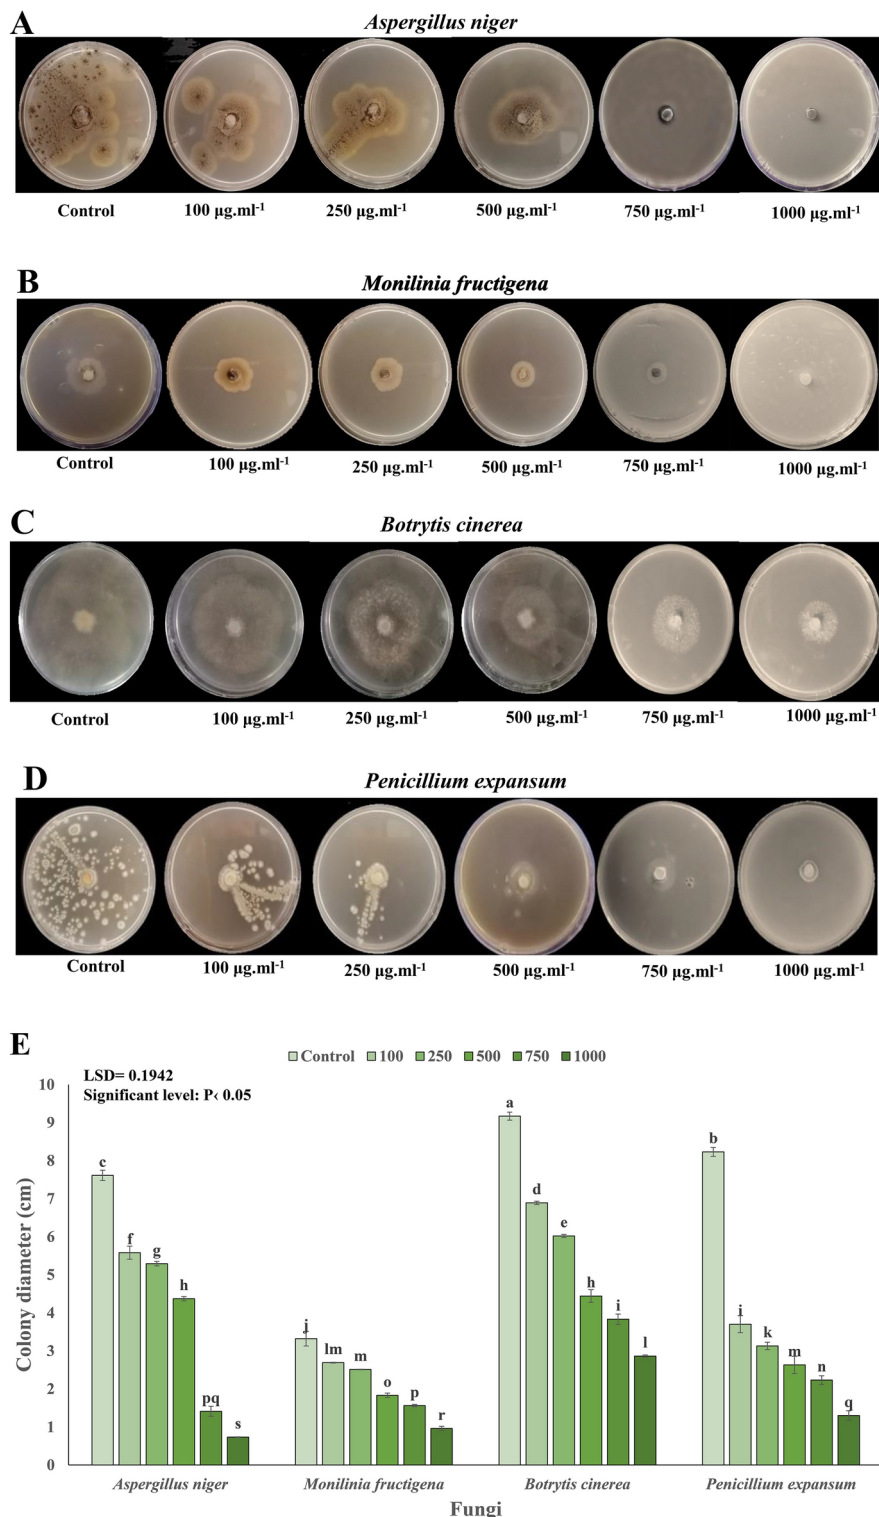 A
Aspergillus niger
Control 100 µg.ml-1 250 µg.ml-1 500 µg.ml-1 750 µg.ml-1 1000 µg.ml-1
B
Monilinia fructigena
Control 100 µg.ml-1 250 µg.ml-1 500 µg.ml-1 750 µg.ml-1 1000 µg.ml-1
C
Botrytis cinerea
Control 100 µg.ml-1 250 µg.ml-1 500 µg.ml-1 750 µg.ml-1 1000 µg.ml-1
D
Penicillium expansum
Control 100 µg.ml-1 250 µg.ml-1 500 µg.ml-1 750 µg.ml-1 1000 µg.ml-1
E
Control 100 250 500 750 1000
LSD= 0.1942
Significant level: P‹ 0.05
Colony diameter (cm)
10
9
8
7
6
5
4
3
2
1
0
c f g h pq s
j lm m o p r
a d e h i l
b i k m n q
Aspergillus niger Monilinia fructigena Botrytis cinerea Penicillium expansum
Fungi